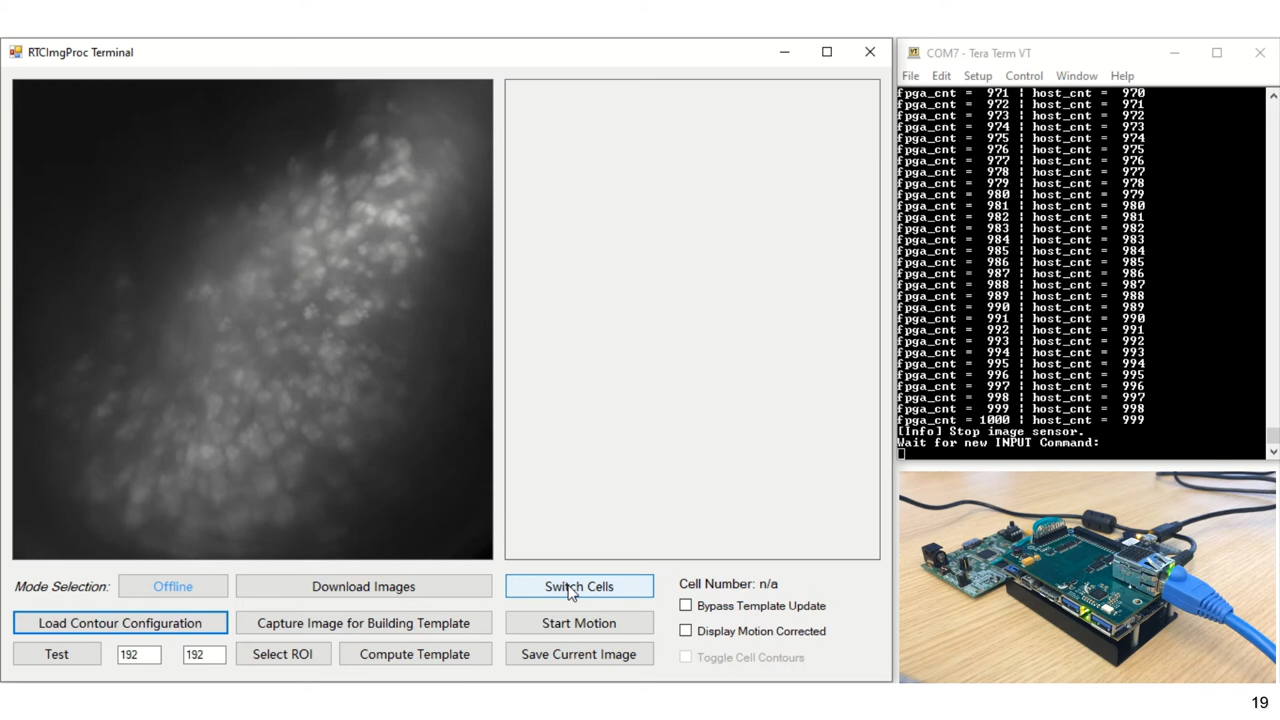 RTCImgProc Terminal
Mode Selection: Offline
Download Images
Switch Cells
Cell Number: n/a
Load Contour Configuration
Capture Image for Building Template
Start Motion
Bypass Template Update
Display Motion Corrected
Test
192
192
Select ROI
Compute Template
Save Current Image
Toggle Cell Contours
COM7 - Tera Term VT
File Edit Setup Control Window Help
fpga_cnt = 971 | host_cnt = 970
fpga_cnt = 972 | host_cnt = 971
fpga_cnt = 973 | host_cnt = 972
fpga_cnt = 974 | host_cnt = 973
fpga_cnt = 975 | host_cnt = 974
fpga_cnt = 976 | host_cnt = 975
fpga_cnt = 977 | host_cnt = 976
fpga_cnt = 978 | host_cnt = 977
fpga_cnt = 979 | host_cnt = 978
fpga_cnt = 980 | host_cnt = 979
fpga_cnt = 981 | host_cnt = 980
fpga_cnt = 982 | host_cnt = 981
fpga_cnt = 983 | host_cnt = 982
fpga_cnt = 984 | host_cnt = 983
fpga_cnt = 985 | host_cnt = 984
fpga_cnt = 986 | host_cnt = 985
fpga_cnt = 987 | host_cnt = 986
fpga_cnt = 988 | host_cnt = 987
fpga_cnt = 989 | host_cnt = 988
fpga_cnt = 990 | host_cnt = 989
fpga_cnt = 991 | host_cnt = 990
fpga_cnt = 992 | host_cnt = 991
fpga_cnt = 993 | host_cnt = 992
fpga_cnt = 994 | host_cnt = 993
fpga_cnt = 995 | host_cnt = 994
fpga_cnt = 996 | host_cnt = 995
fpga_cnt = 997 | host_cnt = 996
fpga_cnt = 998 | host_cnt = 997
fpga_cnt = 999 | host_cnt = 998
fpga_cnt = 1000 | host_cnt = 999
[Info] Stop image sensor.
Wait for new INPUT Command:
19